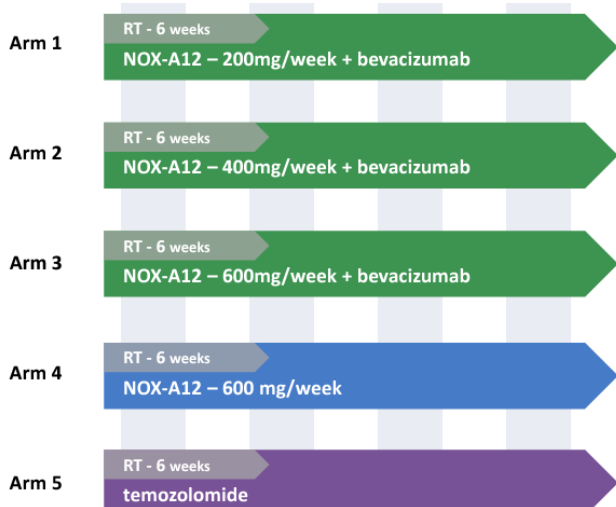 Arm 1
RT - 6 weeks
NOX-A12 – 200mg/week + bevacizumab
Arm 2
RT - 6 weeks
NOX-A12 – 400mg/week + bevacizumab
Arm 3
RT - 6 weeks
NOX-A12 – 600mg/week + bevacizumab
Arm 4
RT - 6 weeks
NOX-A12 – 600 mg/week
Arm 5
RT - 6 weeks
temozolomide